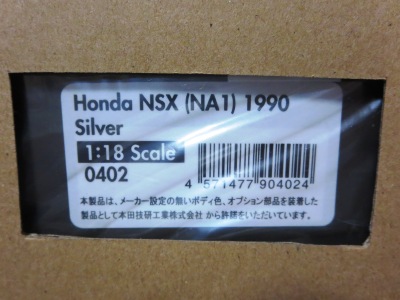 Honda NSX (NA1) 1990
Silver
1:18 Scale
0402
4 571477 904024
本製品は、メーカー設定の無いボディ色、オプション部品を装着した
製品として本田技研工業株式会社 から許諾をいただいています。